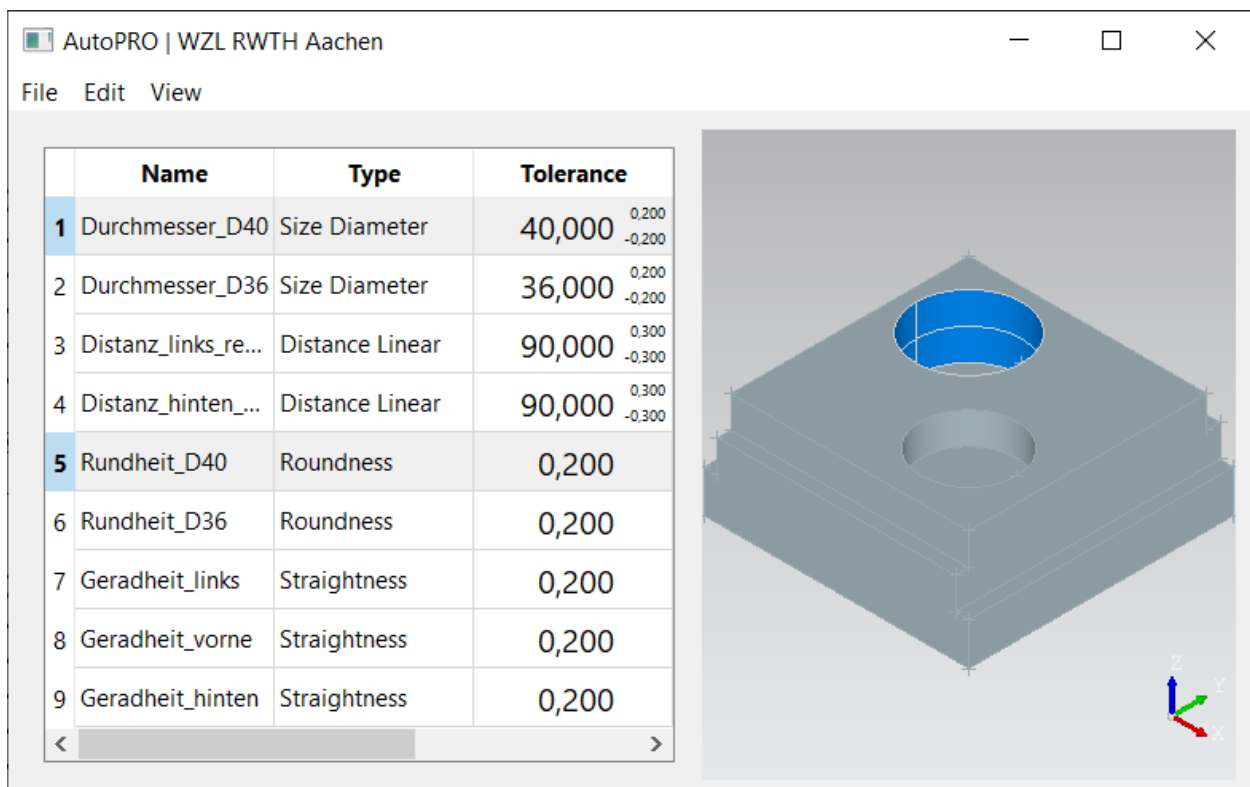 AutoPRO | WZL RWTH Aachen
File Edit View
Name Type Tolerance
1 Durchmesser_D40 Size Diameter 40,000 0,200 -0,200
2 Durchmesser_D36 Size Diameter 36,000 0,200 -0,200
3 Distanz_links_re... Distance Linear 90,000 0,300 -0,300
4 Distanz_hinten_... Distance Linear 90,000 0,300 -0,300
5 Rundheit_D40 Roundness 0,200
6 Rundheit_D36 Roundness 0,200
7 Geradheit_links Straightness 0,200
8 Geradheit_vorne Straightness 0,200
9 Geradheit_hinten Straightness 0,200
Z
Y
X